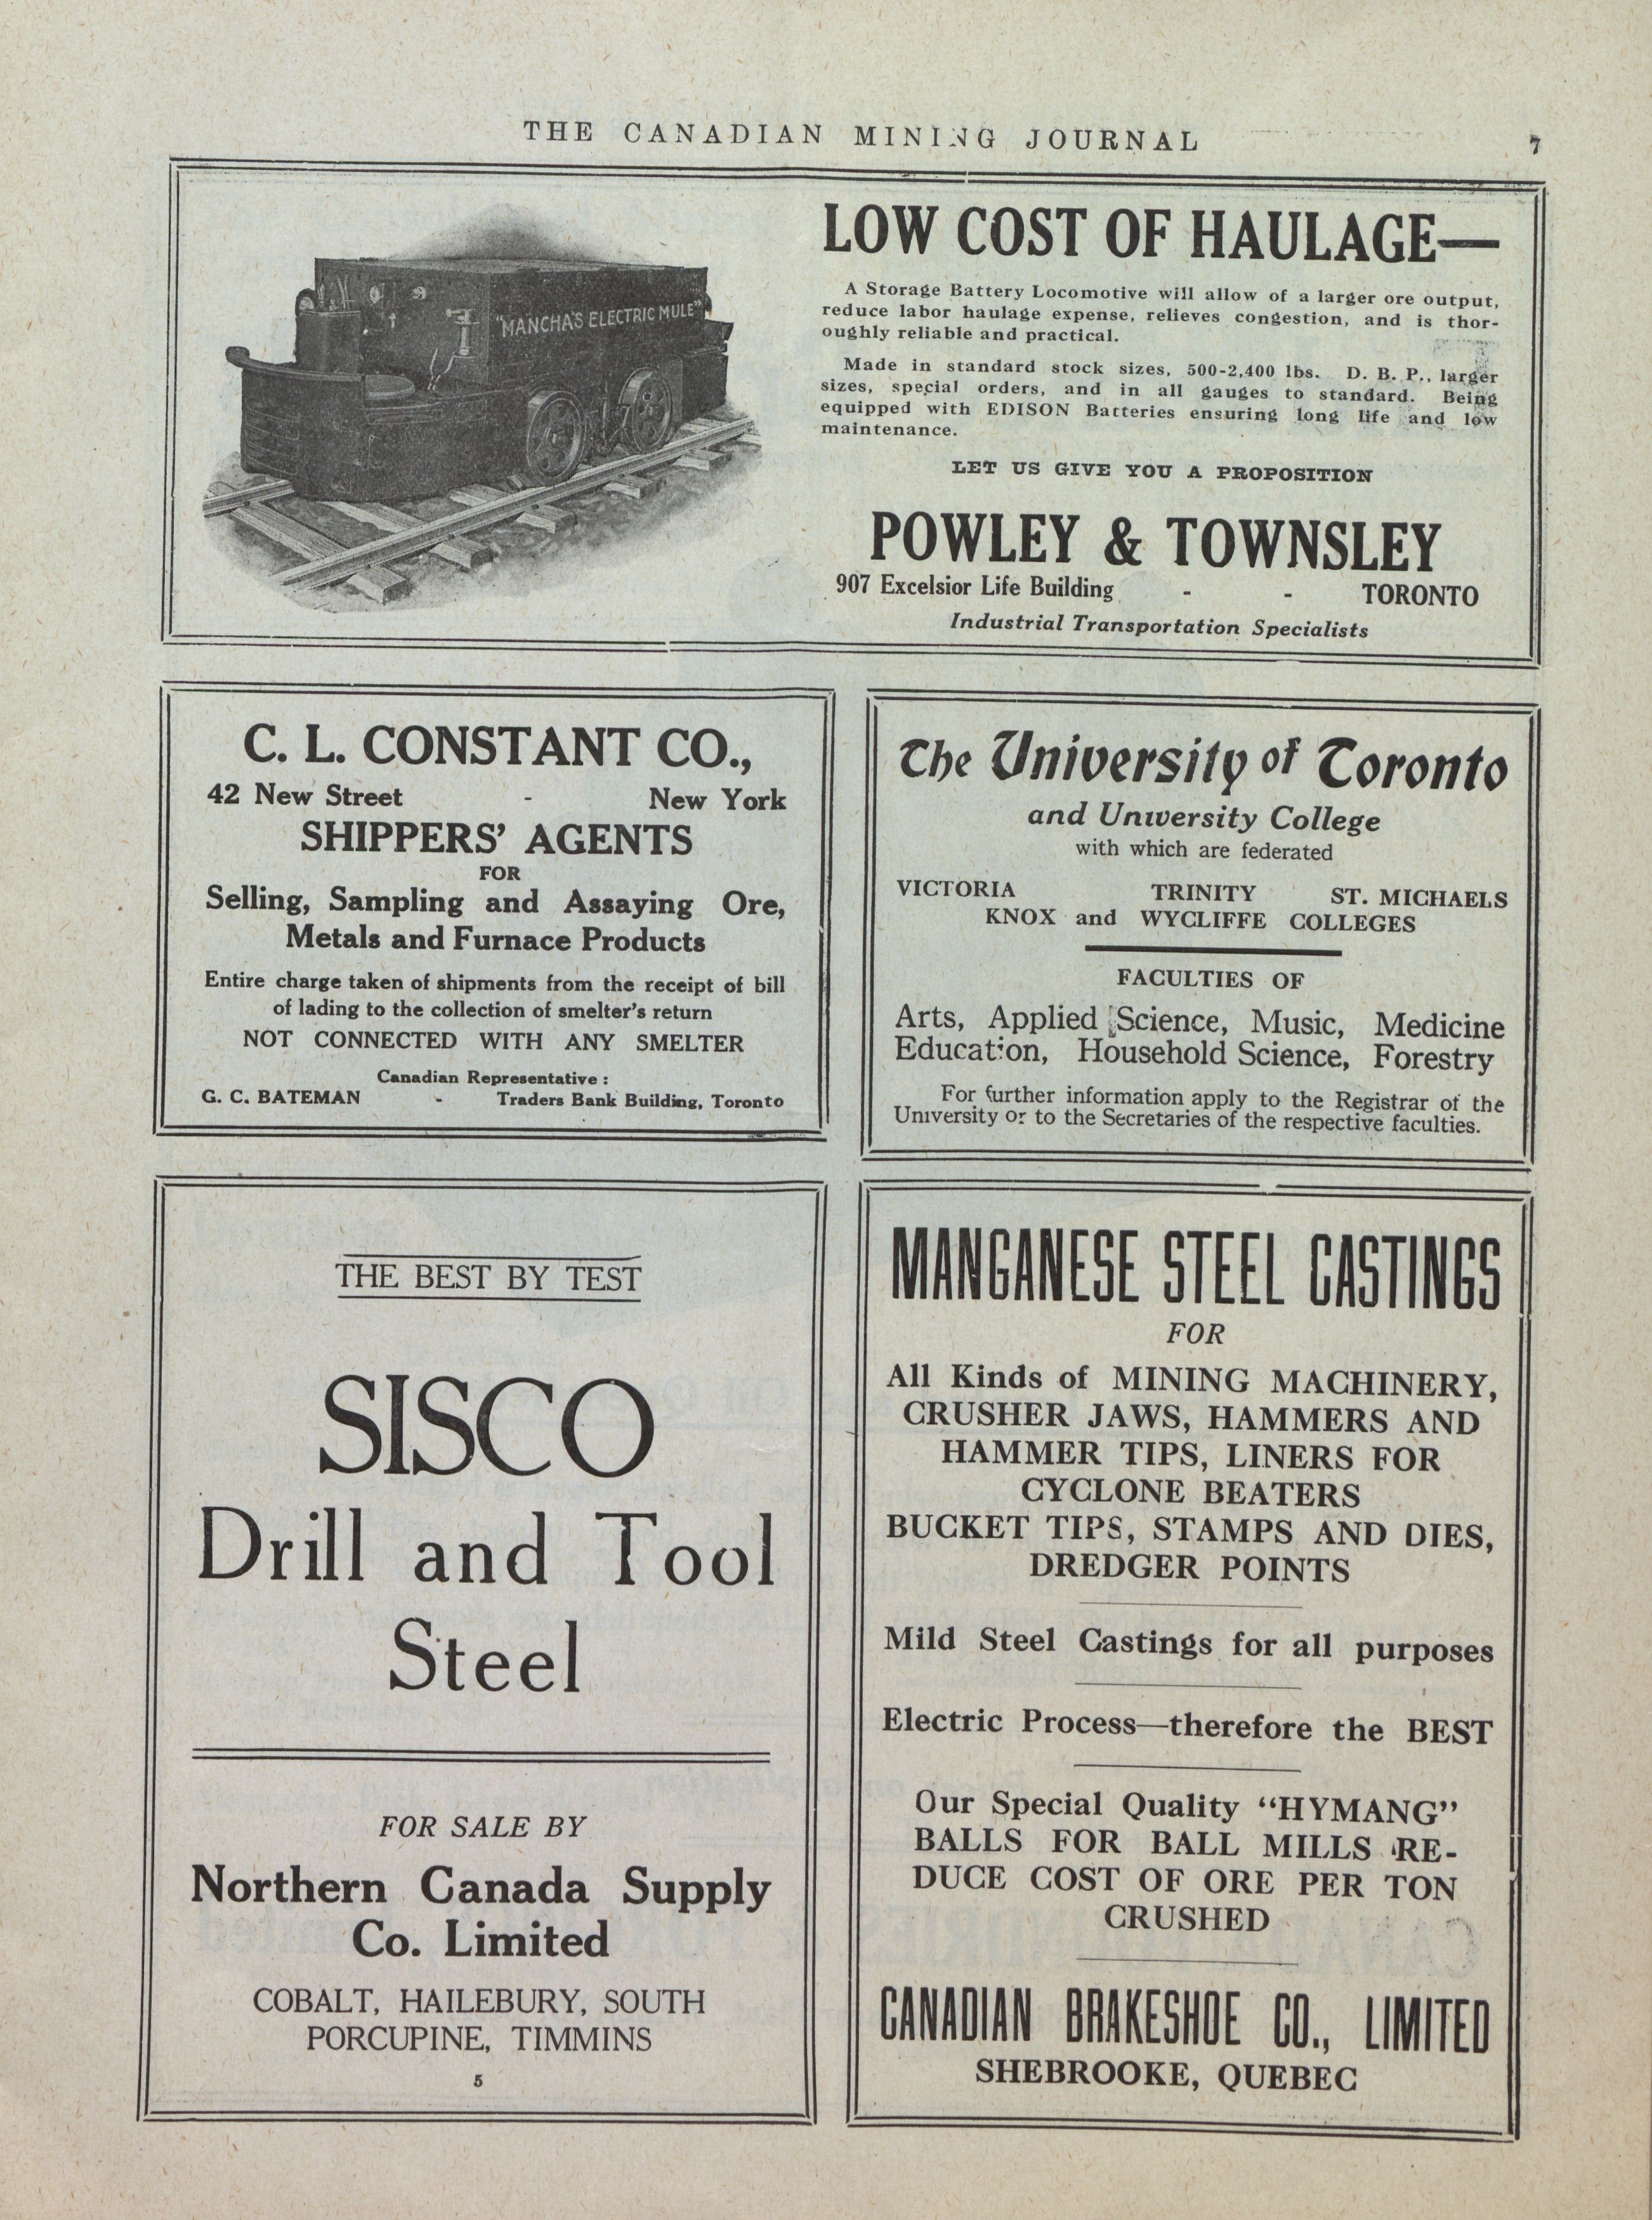 THE CANADIAN MINING JOURNAL 7
"MANCHA'S ELECTRIC MULE"
LOW COST OF HAULAGE—
A Storage Battery Locomotive will allow of a larger ore output,
reduce labor haulage expense, relieves congestion, and is thor-
oughly reliable and practical.
Made in standard stock sizes, 500-2,400 lbs. D. B. P., larger
sizes, special orders, and in all gauges to standard. Being
equipped with EDISON Batteries ensuring long life and low
maintenance.
LET US GIVE YOU A PROPOSITION
POWLEY & TOWNSLEY
907 Excelsior Life Building - - TORONTO
Industrial Transportation Specialists
C. L. CONSTANT CO.,
42 New Street - New York
SHIPPERS' AGENTS
FOR
Selling, Sampling and Assaying Ore,
Metals and Furnace Products
Entire charge taken of shipments from the receipt of bill
of lading to the collection of smelter's return
NOT CONNECTED WITH ANY SMELTER
Canadian Representative :
G. C. BATEMAN - Traders Bank Building, Toronto
The University of Toronto
and University College
with which are federated
VICTORIA TRINITY ST. MICHAELS
KNOX and WYCLIFFE COLLEGES
FACULTIES OF
Arts, Applied Science, Music, Medicine
Education, Household Science, Forestry
For further information apply to the Registrar of the
University or to the Secretaries of the respective faculties.
THE BEST BY TEST
SISCO
Drill and Tool
Steel
FOR SALE BY
Northern Canada Supply
Co. Limited
COBALT, HAILEBURY, SOUTH
PORCUPINE, TIMMINS
5
MANGANESE STEEL CASTINGS
FOR
All Kinds of MINING MACHINERY,
CRUSHER JAWS, HAMMERS AND
HAMMER TIPS, LINERS FOR
CYCLONE BEATERS
BUCKET TIPS, STAMPS AND DIES,
DREDGER POINTS
Mild Steel Castings for all purposes
Electric Process—therefore the BEST
Our Special Quality "HYMANG"
BALLS FOR BALL MILLS RE-
DUCE COST OF ORE PER TON
CRUSHED
CANADIAN BRAKESHOE CO., LIMITED
SHEBROOKE, QUEBEC